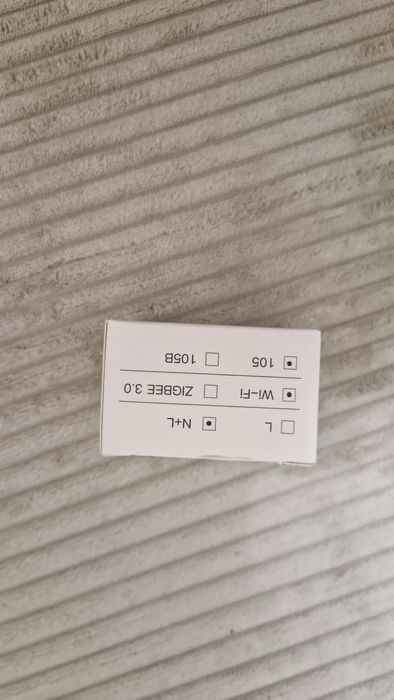 ☐ L ☑ N+L
☑ Wi-Fi ☐ ZIGBEE 3.0
☑ 105 ☐ 105B